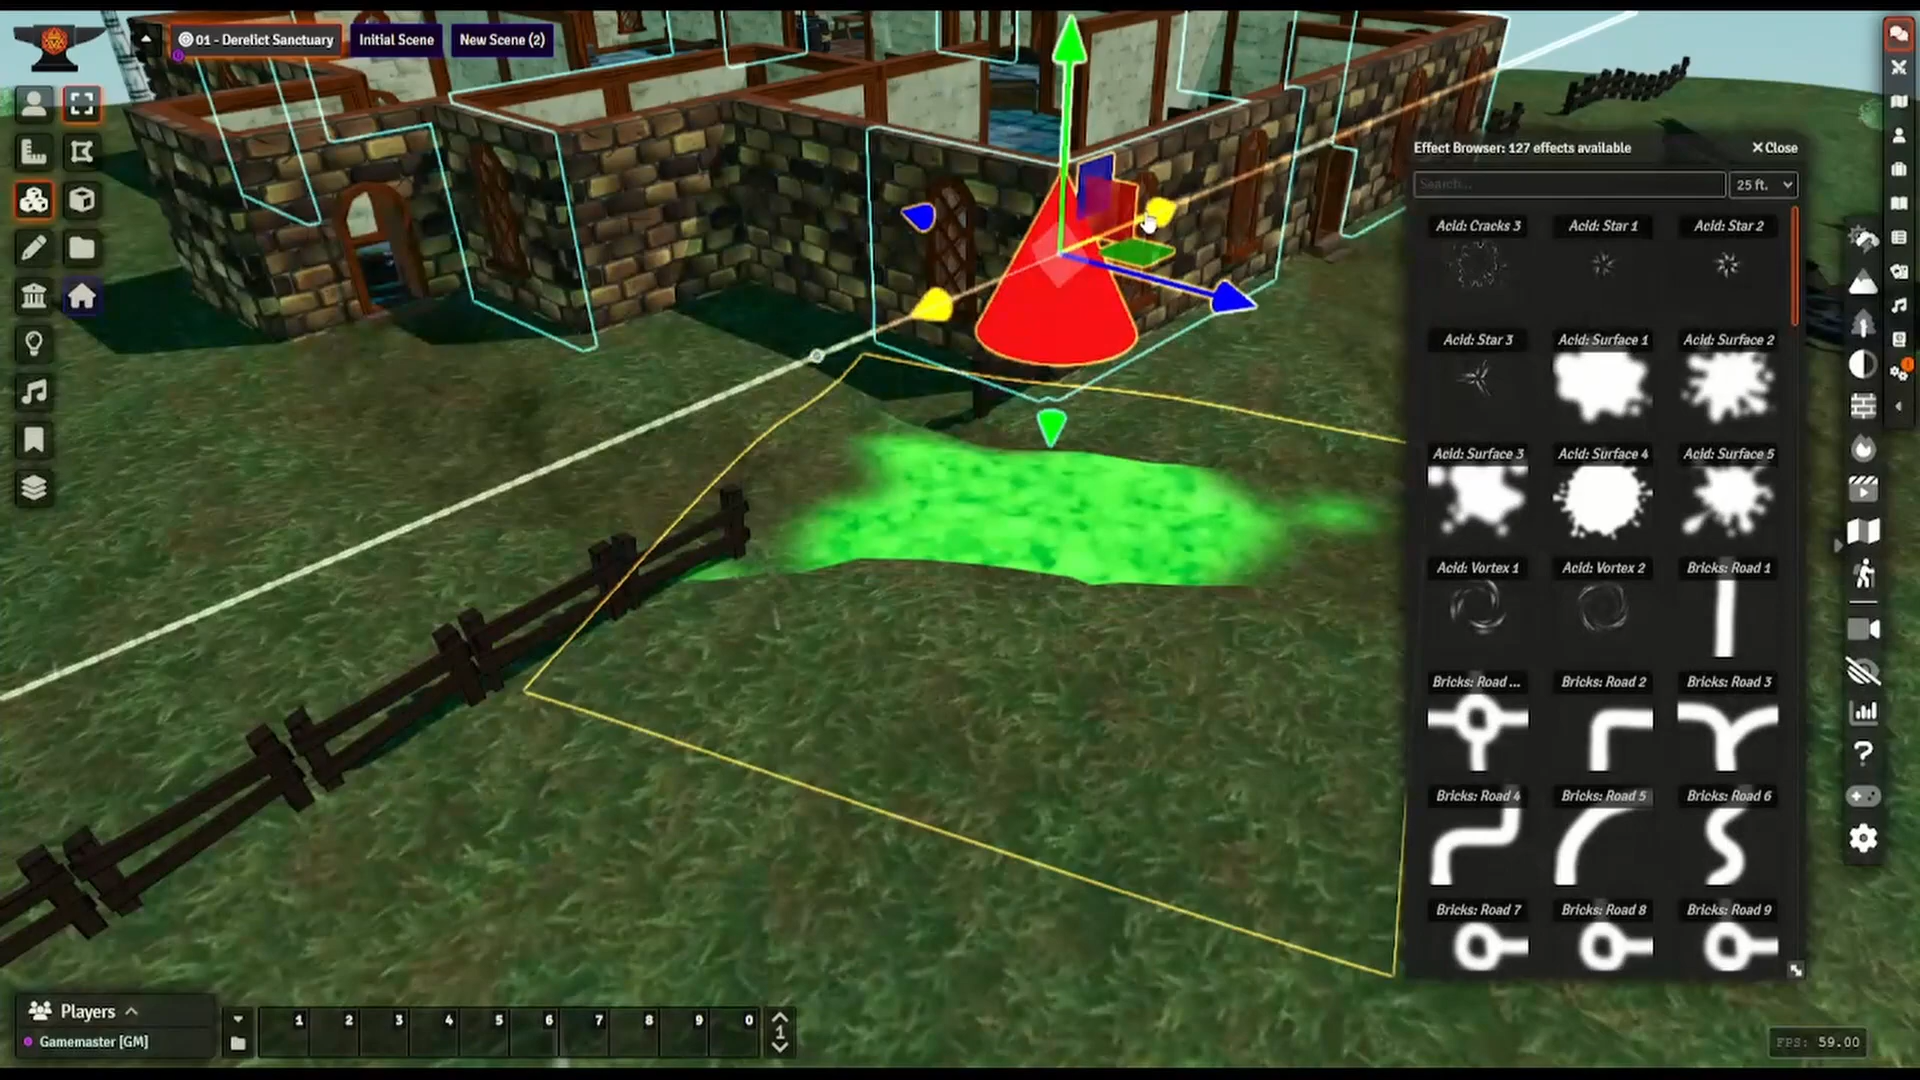 01 - Derelict Sanctuary
Initial Scene
New Scene (2)
Effect Browser: 127 effects available
Close
Search...
25 ft.
Acid: Cracks 3
Acid: Star 1
Acid: Star 2
Acid: Star 3
Acid: Surface 1
Acid: Surface 2
Acid: Surface 3
Acid: Surface 4
Acid: Surface 5
Acid: Vortex 1
Acid: Vortex 2
Bricks: Road 1
Bricks: Road ...
Bricks: Road 2
Bricks: Road 3
Bricks: Road 4
Bricks: Road 5
Bricks: Road 6
Bricks: Road 7
Bricks: Road 8
Bricks: Road 9
Players
Gamemaster [GM]
1 2 3 4 5 6 7 8 9 0
1
FPS: 59.00